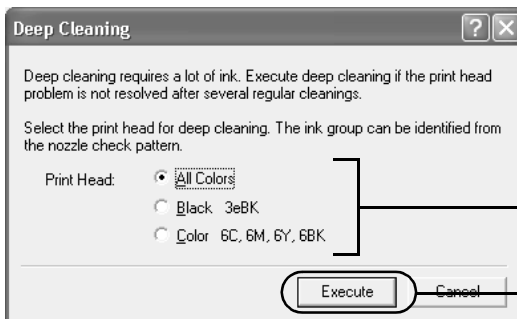 Deep Cleaning
Deep cleaning requires a lot of ink. Execute deep cleaning if the print head
problem is not resolved after several regular cleanings.
Select the print head for deep cleaning. The ink group can be identified from
the nozzle check pattern.
Print Head: All Colors
Black 3eBK
Color 6C, 6M, 6Y, 6BK
Execute Cancel